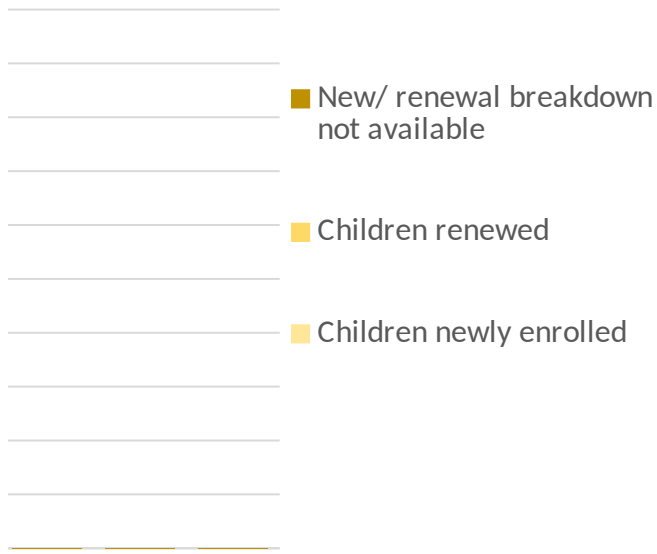 New/ renewal breakdown
not available
Children renewed
Children newly enrolled